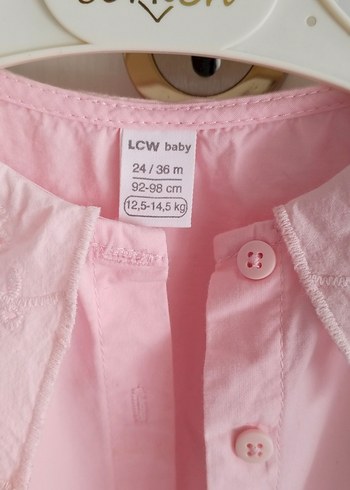 LCW baby
24 / 36 m
92-98 cm
12,5-14,5 kg